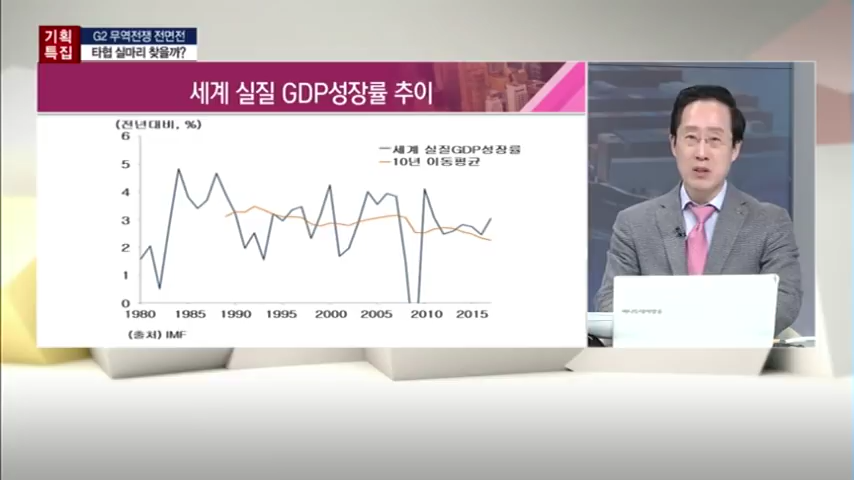 기획
특집
G2 무역전쟁 전면전
타협 실마리 찾을까?
세계 실질 GDP성장률 추이
(전년대비, %)
세계 실질GDP성장률
10년 이동평균
6
5
4
3
2
1
0
1980 1985 1990 1995 2000 2005 2010 2015
(출처) IMF